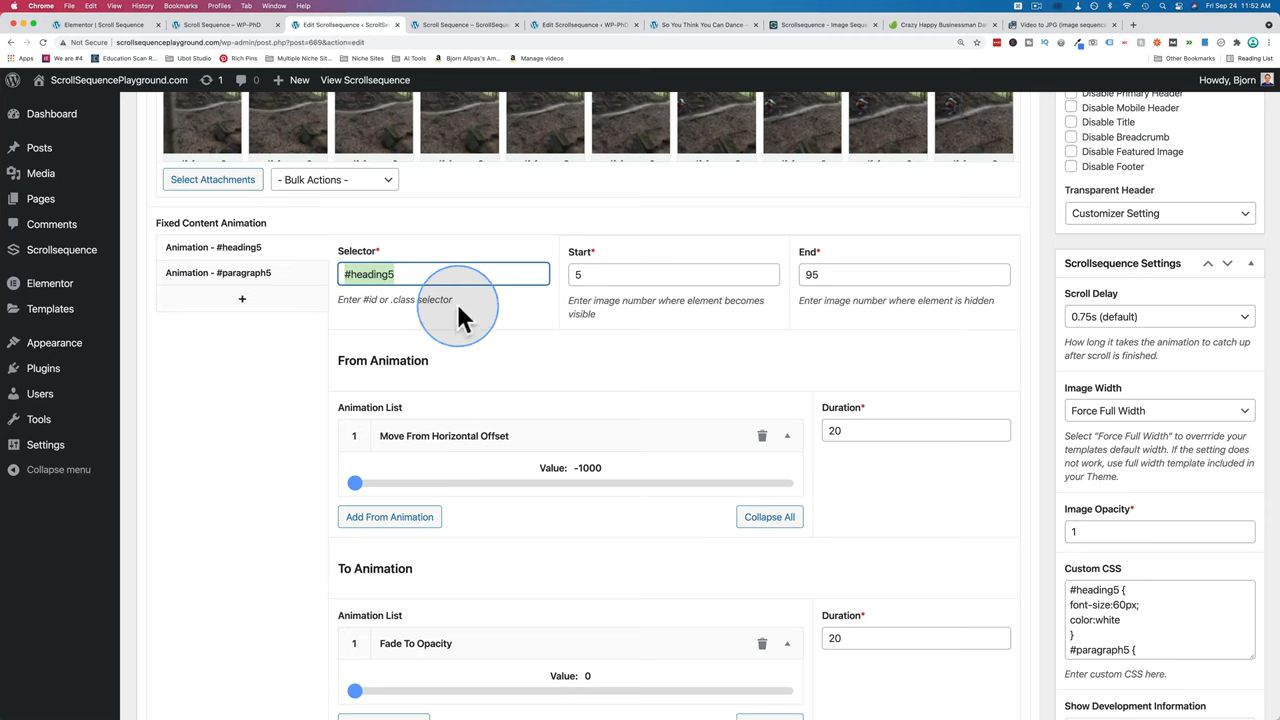 Chrome File Edit View History Bookmarks Profiles Tab Window Help Fri Sep 24 11:52 AM
Elementor | Scroll Sequence Scroll Sequence – WP-PhD Edit Scrollsequence ‹ ScrollSe Scroll Sequence – ScrollSequ Edit Scrollsequence ‹ WP-Ph So You Think You Can Dance - Scrollsequence - Image Seq Crazy Happy Businessman Da Video to JPG (image sequence
Not Secure scrollsequenceplayground.com/wp-admin/post.php?post=669&action=edit
Apps We are #4 Education Scan R... Ubot Studio Rich Pins Multiple Niche Sit... Niche Sites AI Tools Bjorn Allpas's Am... Manage videos Other Bookmarks Reading List
ScrollSequencePlayground.com 1 0 New View Scrollsequence Howdy, Bjorn
Dashboard
Posts
Media
Pages
Comments
Scrollsequence
Elementor
Templates
Appearance
Plugins
Users
Tools
Settings
Collapse menu
Select Attachments - Bulk Actions -
Fixed Content Animation
Animation - #heading5
Animation - #paragraph5
+
Selector*
#heading5
Enter #id or .class selector
Start*
5
Enter image number where element becomes
visible
End*
95
Enter image number where element is hidden
From Animation
Animation List
1 Move From Horizontal Offset
Value: -1000
Add From Animation Collapse All
Duration*
20
To Animation
Animation List
1 Fade To Opacity
Value: 0
Duration*
20
Disable Primary Header
Disable Mobile Header
Disable Title
Disable Breadcrumb
Disable Featured Image
Disable Footer
Transparent Header
Customizer Setting
Scrollsequence Settings
Scroll Delay
0.75s (default)
How long it takes the animation to catch up
after scroll is finished.
Image Width
Force Full Width
Select "Force Full Width" to overrride your
templates default width. If the setting does
not work, use full width template included in
your Theme.
Image Opacity*
1
Custom CSS
#heading5 {
font-size:60px;
color:white
}
#paragraph5 {
Enter custom CSS here.
Show Development Information